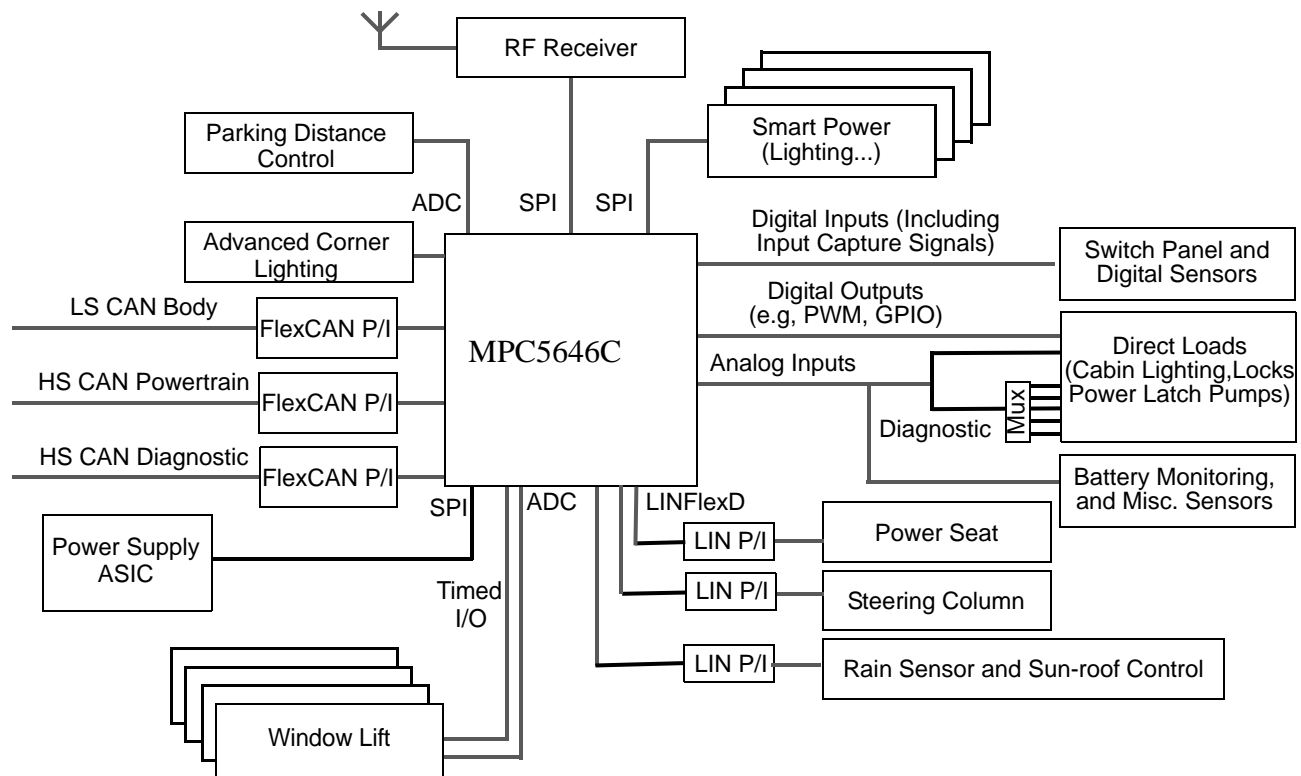 RF Receiver
Parking Distance
Control
Smart Power
(Lighting...)
ADC
SPI
SPI
Advanced Corner
Lighting
Digital Inputs (Including
Input Capture Signals)
Switch Panel and
Digital Sensors
LS CAN Body
FlexCAN P/I
Digital Outputs
(e.g, PWM, GPIO)
MPC5646C
Analog Inputs
Direct Loads
(Cabin Lighting,Locks
Power Latch Pumps)
HS CAN Powertrain
FlexCAN P/I
Mux
Diagnostic
HS CAN Diagnostic
FlexCAN P/I
Battery Monitoring,
and Misc. Sensors
SPI
ADC
LINFlexD
Power Supply
ASIC
LIN P/I
Power Seat
Timed
I/O
LIN P/I
Steering Column
LIN P/I
Rain Sensor and Sun-roof Control
Window Lift